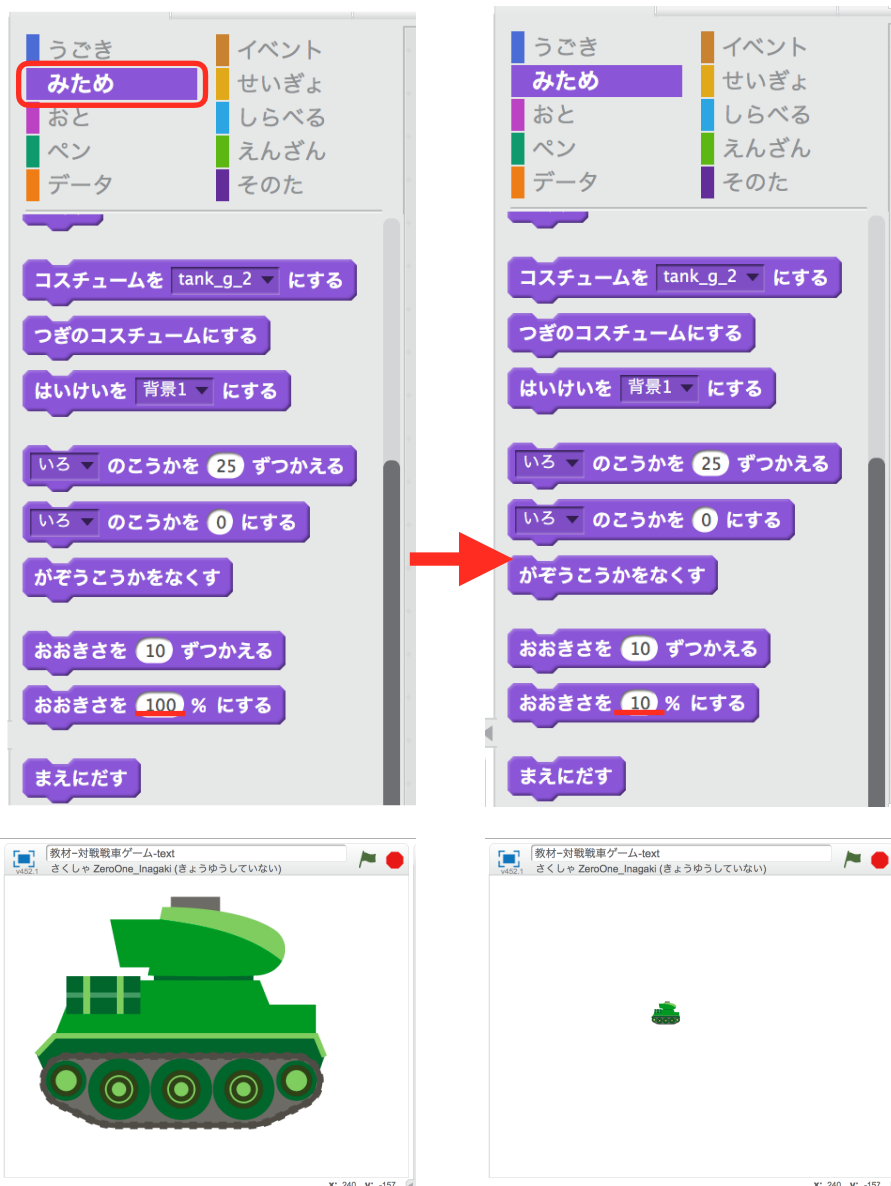 うごき
イベント
みため
せいぎょ
おと
しらべる
ペン
えんざん
データ
そのた
コスチュームを tank_g_2 にする
つぎのコスチュームにする
はいけいを 背景1 にする
いろ のこうかを 25 ずつかえる
いろ のこうかを 0 にする
がぞうこうかをなくす
おおきさを 10 ずつかえる
おおきさを 100 % にする
まえにだす
うごき
イベント
みため
せいぎょ
おと
しらべる
ペン
えんざん
データ
そのた
コスチュームを tank_g_2 にする
つぎのコスチュームにする
はいけいを 背景1 にする
いろ のこうかを 25 ずつかえる
いろ のこうかを 0 にする
がぞうこうかをなくす
おおきさを 10 ずつかえる
おおきさを 10 % にする
まえにだす
教材−対戦戦車ゲーム-text
v452.1 さくしゃ ZeroOne_Inagaki (きょうゆうしていない)
x: 240 y: -157
教材−対戦戦車ゲーム-text
v452.1 さくしゃ ZeroOne_Inagaki (きょうゆうしていない)
x: 240 y: -157